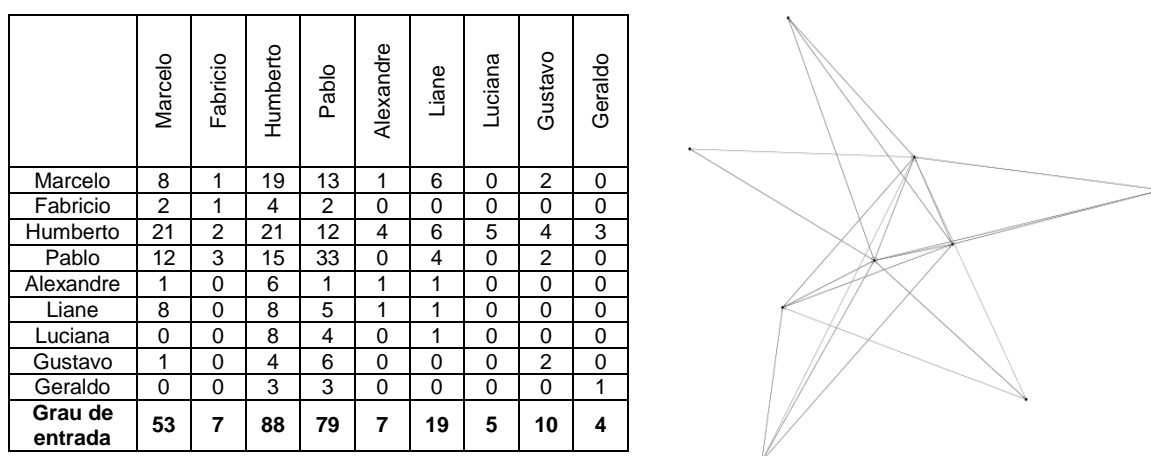 Marcelo Fabricio Humberto Pablo Alexandre Liane Luciana Gustavo Geraldo
Marcelo 8 1 19 13 1 6 0 2 0
Fabricio 2 1 4 2 0 0 0 0 0
Humberto 21 2 21 12 4 6 5 4 3
Pablo 12 3 15 33 0 4 0 2 0
Alexandre 1 0 6 1 1 1 0 0 0
Liane 8 0 8 5 1 1 0 0 0
Luciana 0 0 8 4 0 1 0 0 0
Gustavo 1 0 4 6 0 0 0 2 0
Geraldo 0 0 3 3 0 0 0 0 1
Grau de
entrada 53 7 88 79 7 19 5 10 4